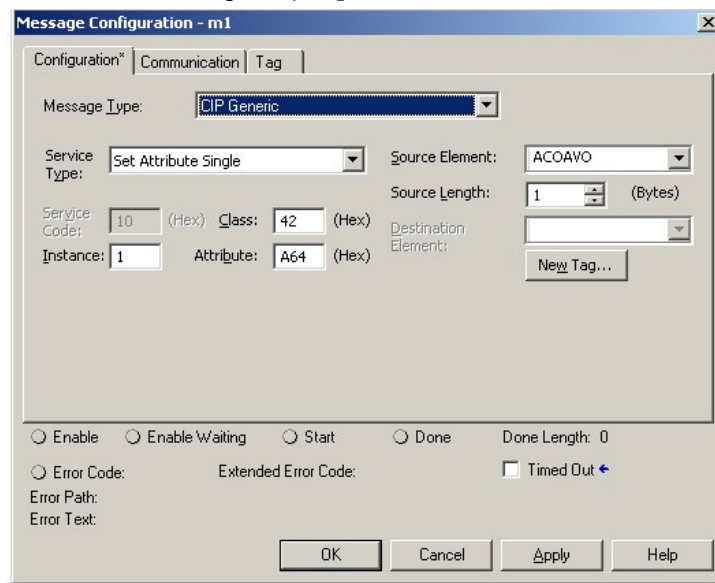 Message Configuration - m1
Configuration* Communication Tag
Message Type: CIP Generic
Service Type: Set Attribute Single
Source Element: ACOAVO
Source Length: 1 (Bytes)
Service Code: 10 (Hex) Class: 42 (Hex)
Destination Element:
Instance: 1 Attribute: A64 (Hex)
New Tag...
Enable Enable Waiting Start Done Done Length: 0
Error Code: Extended Error Code: Timed Out
Error Path:
Error Text:
OK Cancel Apply Help